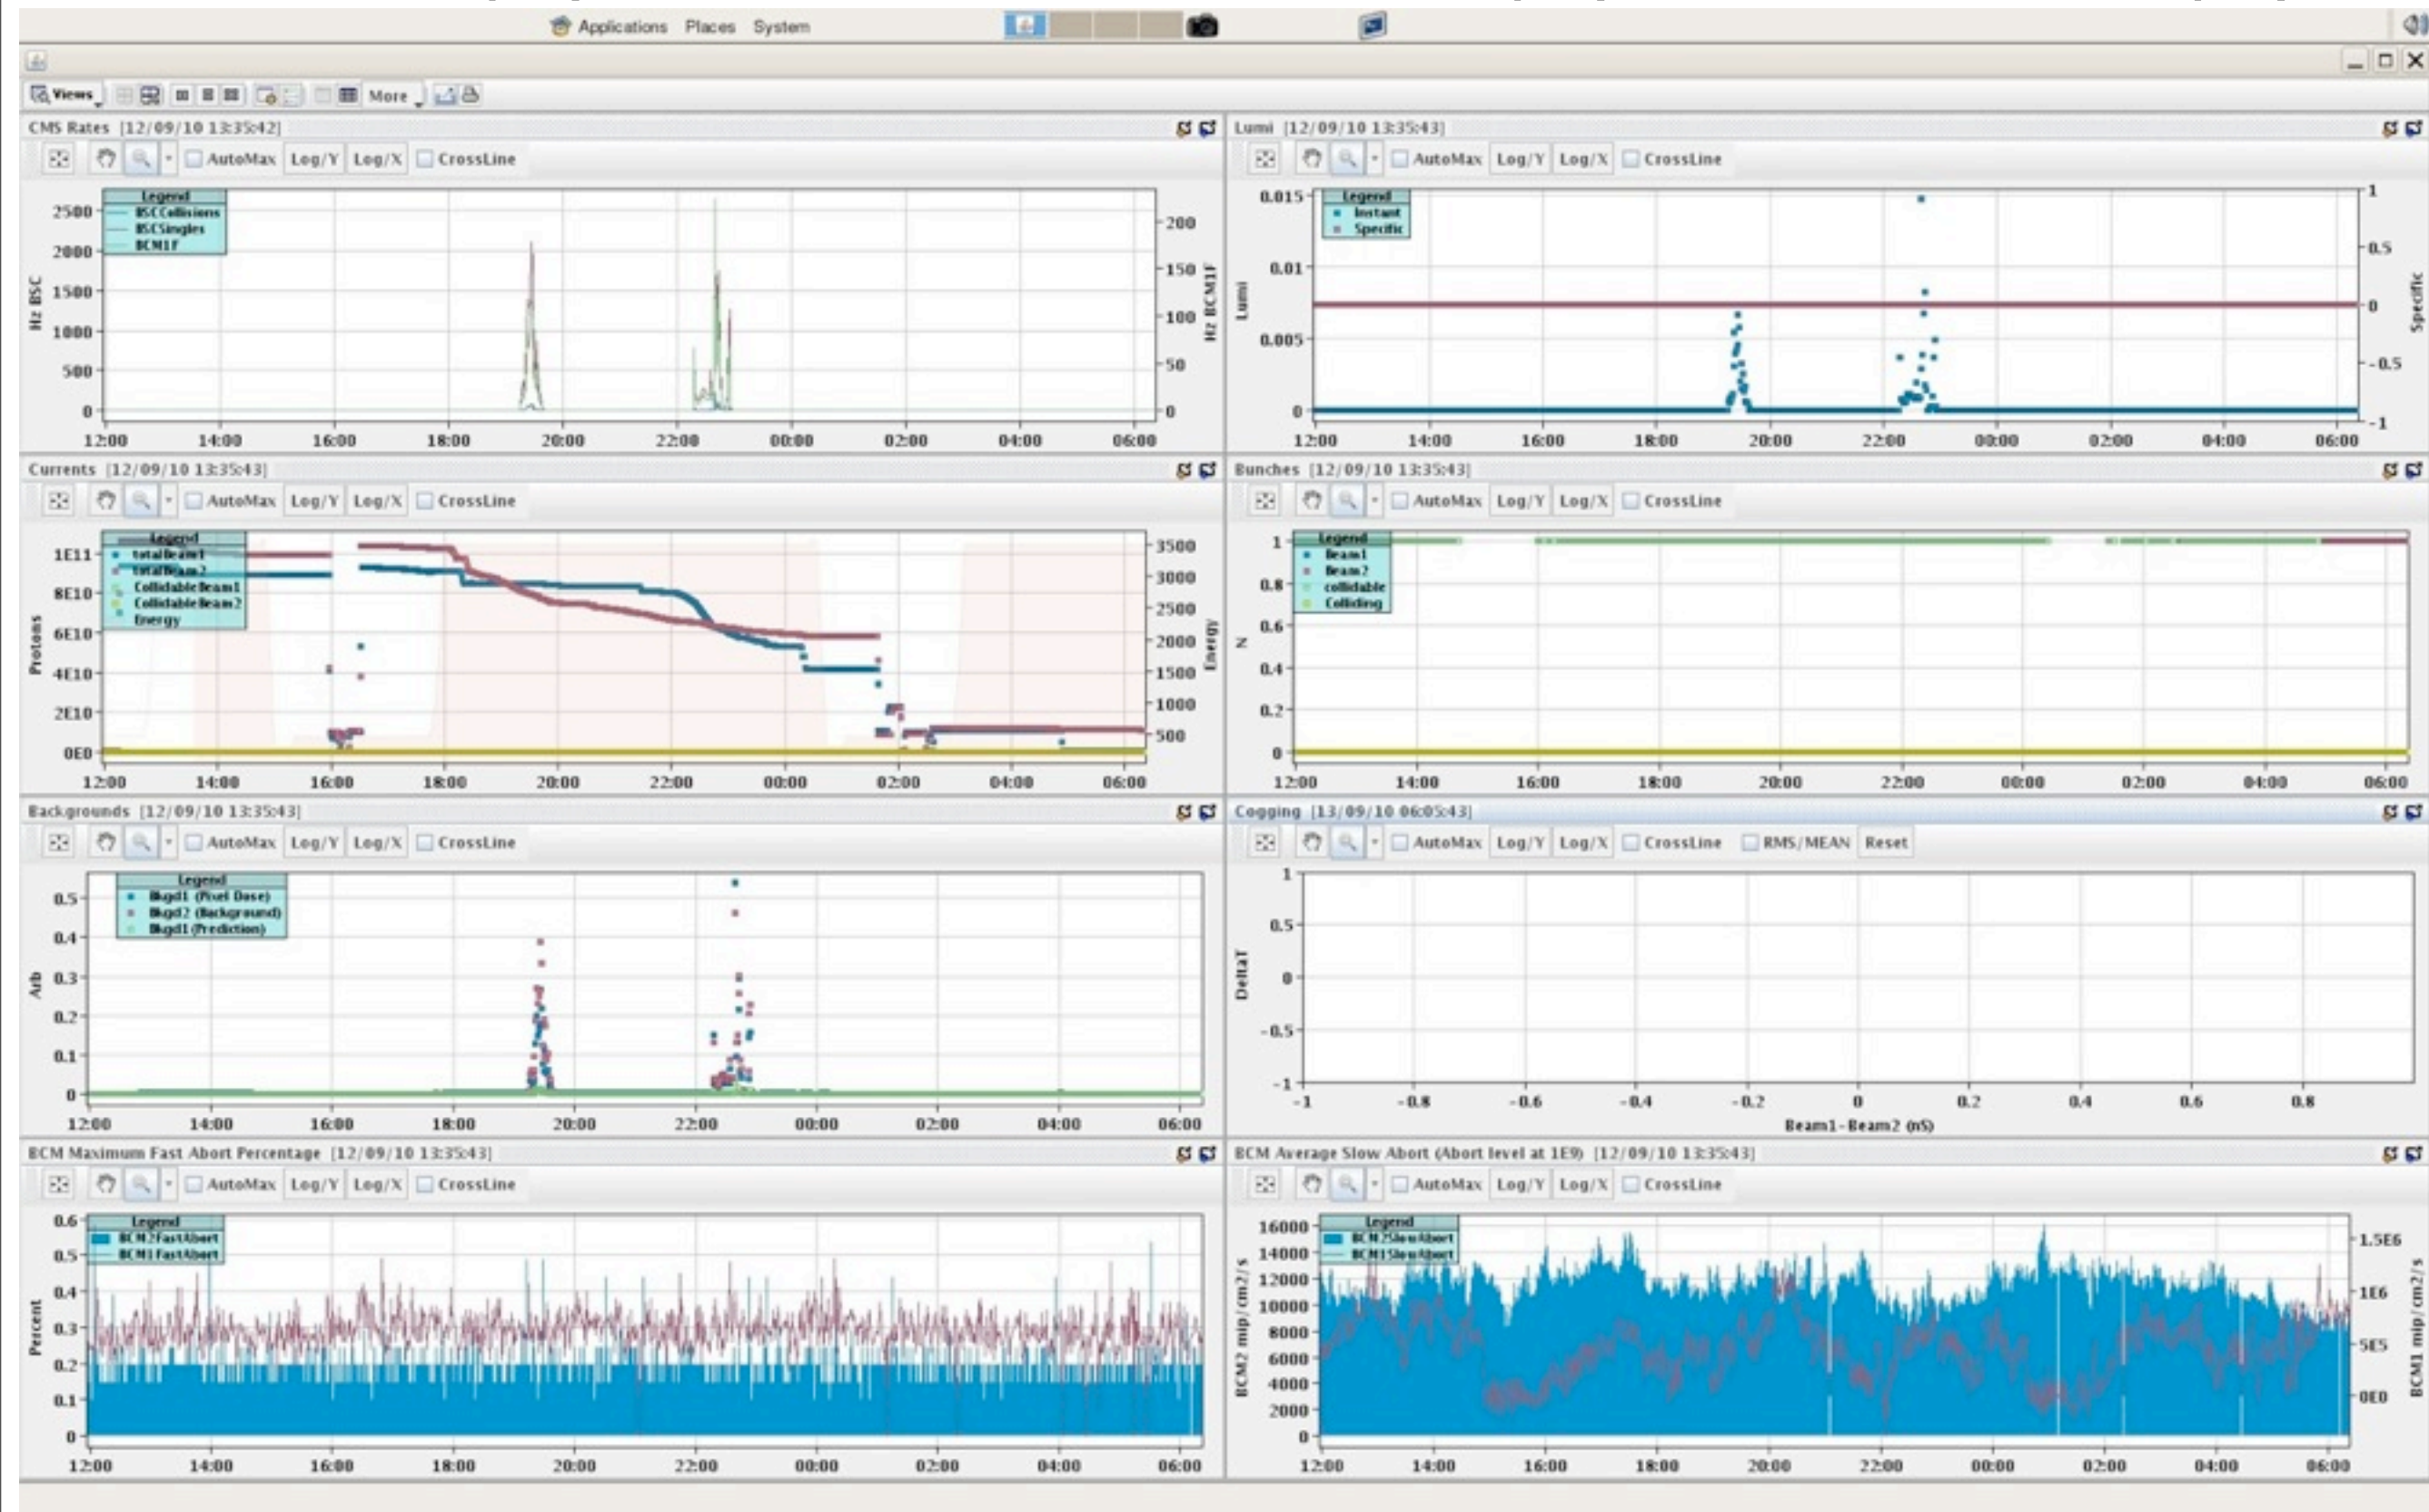 Applications Places System
Views More
CMS Rates [12/09/10 13:35:42]
AutoMax Log/Y Log/X CrossLine
Legend
BSCCollisions
BSCSingles
BCM1F
Hz BSC
2500
2000
1500
1000
500
0
Hz BCM1F
200
150
100
50
0
12:00 14:00 16:00 18:00 20:00 22:00 00:00 02:00 04:00 06:00
Lumi [12/09/10 13:35:43]
AutoMax Log/Y Log/X CrossLine
Legend
Instant
Specific
Lumi
0.015
0.01
0.005
0
Specific
1
0.5
0
-0.5
-1
12:00 14:00 16:00 18:00 20:00 22:00 00:00 02:00 04:00 06:00
Currents [12/09/10 13:35:43]
AutoMax Log/Y Log/X CrossLine
Legend
totalBeam1
totalBeam2
CollidableBeam1
CollidableBeam2
Energy
Protons
1E11
8E10
6E10
4E10
2E10
0E0
Energy
3500
3000
2500
2000
1500
1000
500
12:00 14:00 16:00 18:00 20:00 22:00 00:00 02:00 04:00 06:00
Bunches [12/09/10 13:35:43]
AutoMax Log/Y Log/X CrossLine
Legend
Beam1
Beam2
collidable
Colliding
N
1
0.8
0.6
0.4
0.2
0
12:00 14:00 16:00 18:00 20:00 22:00 00:00 02:00 04:00 06:00
Backgrounds [12/09/10 13:35:43]
AutoMax Log/Y Log/X CrossLine
Legend
Bkgd1 (Pixel Dose)
Bkgd2 (Background)
Bkgd1(Prediction)
Arb
0.5
0.4
0.3
0.2
0.1
0
12:00 14:00 16:00 18:00 20:00 22:00 00:00 02:00 04:00 06:00
Cogging [13/09/10 06:05:43]
AutoMax Log/Y Log/X CrossLine RMS/MEAN Reset
DeltaT
1
0.5
0
-0.5
-1
-1 -0.8 -0.6 -0.4 -0.2 0 0.2 0.4 0.6 0.8
Beam1-Beam2 (nS)
BCM Maximum Fast Abort Percentage [12/09/10 13:35:43]
AutoMax Log/Y Log/X CrossLine
Legend
BCM2FastAbort
BCM1FastAbort
Percent
0.6
0.5
0.4
0.3
0.2
0.1
0
12:00 14:00 16:00 18:00 20:00 22:00 00:00 02:00 04:00 06:00
BCM Average Slow Abort (Abort level at 1E9) [12/09/10 13:35:43]
AutoMax Log/Y Log/X CrossLine
Legend
BCM2SlowAbort
BCM1SlowAbort
BCM2 mip/cm2/s
16000
14000
12000
10000
8000
6000
4000
2000
0
BCM1 mip/cm2/s
1.5E6
1E6
5E5
0E0
12:00 14:00 16:00 18:00 20:00 22:00 00:00 02:00 04:00 06:00